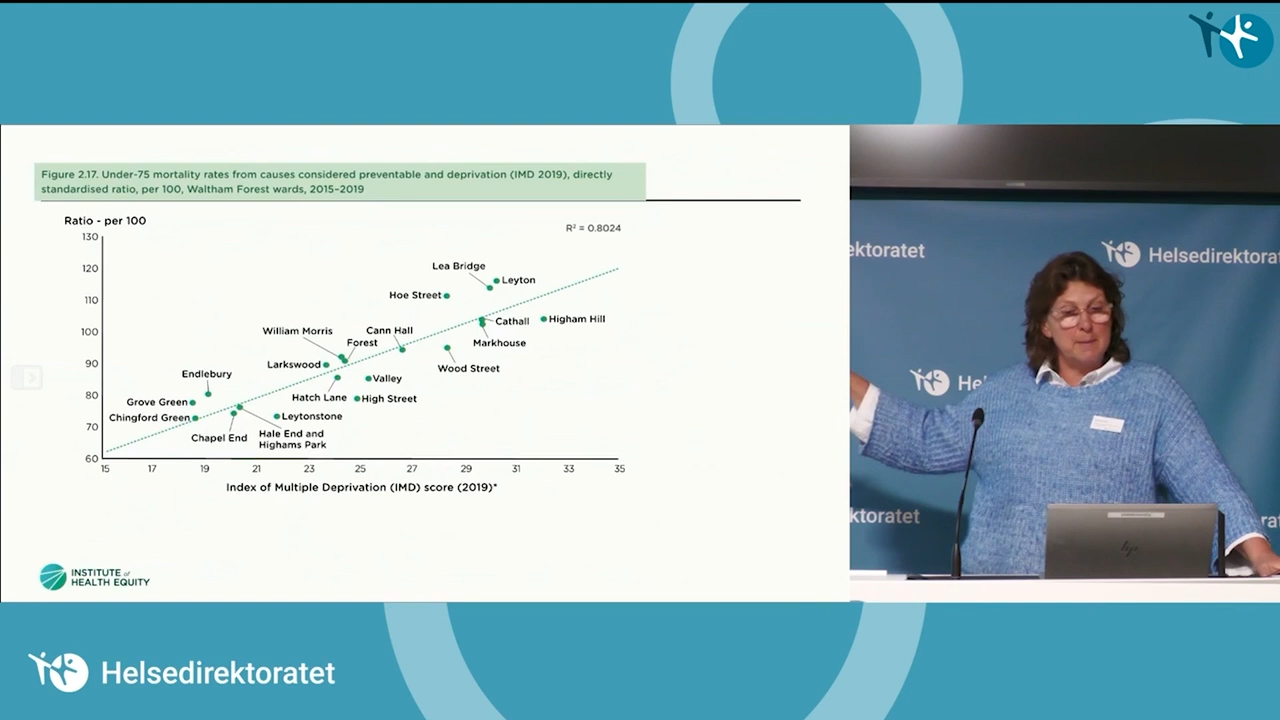 Figure 2.17. Under-75 mortality rates from causes considered preventable and deprivation (IMD 2019), directly
standardised ratio, per 100, Waltham Forest wards, 2015–2019
Ratio - per 100
R² = 0.8024
130
120
110
100
90
80
70
60
15
17
19
21
23
25
27
29
31
33
35
Lea Bridge
Leyton
Hoe Street
Cathall
Higham Hill
Markhouse
William Morris
Cann Hall
Forest
Larkswood
Wood Street
Endlebury
Valley
Hatch Lane
High Street
Grove Green
Chingford Green
Leytonstone
Chapel End
Hale End and
Highams Park
Index of Multiple Deprivation (IMD) score (2019)*
INSTITUTE of
HEALTH EQUITY
ektoratet
Helsedirektorat
He
ktoratet
hp
Helsedirektoratet